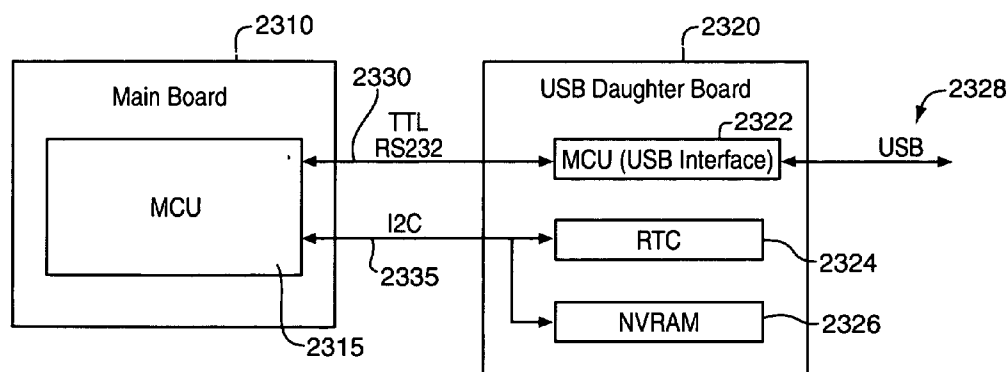 2310
2320
2330
Main Board
USB Daughter Board
2328
TTL
2322
RS232
MCU (USB Interface)
USB
MCU
I2C
RTC
2335
2324
NVRAM
2326
2315